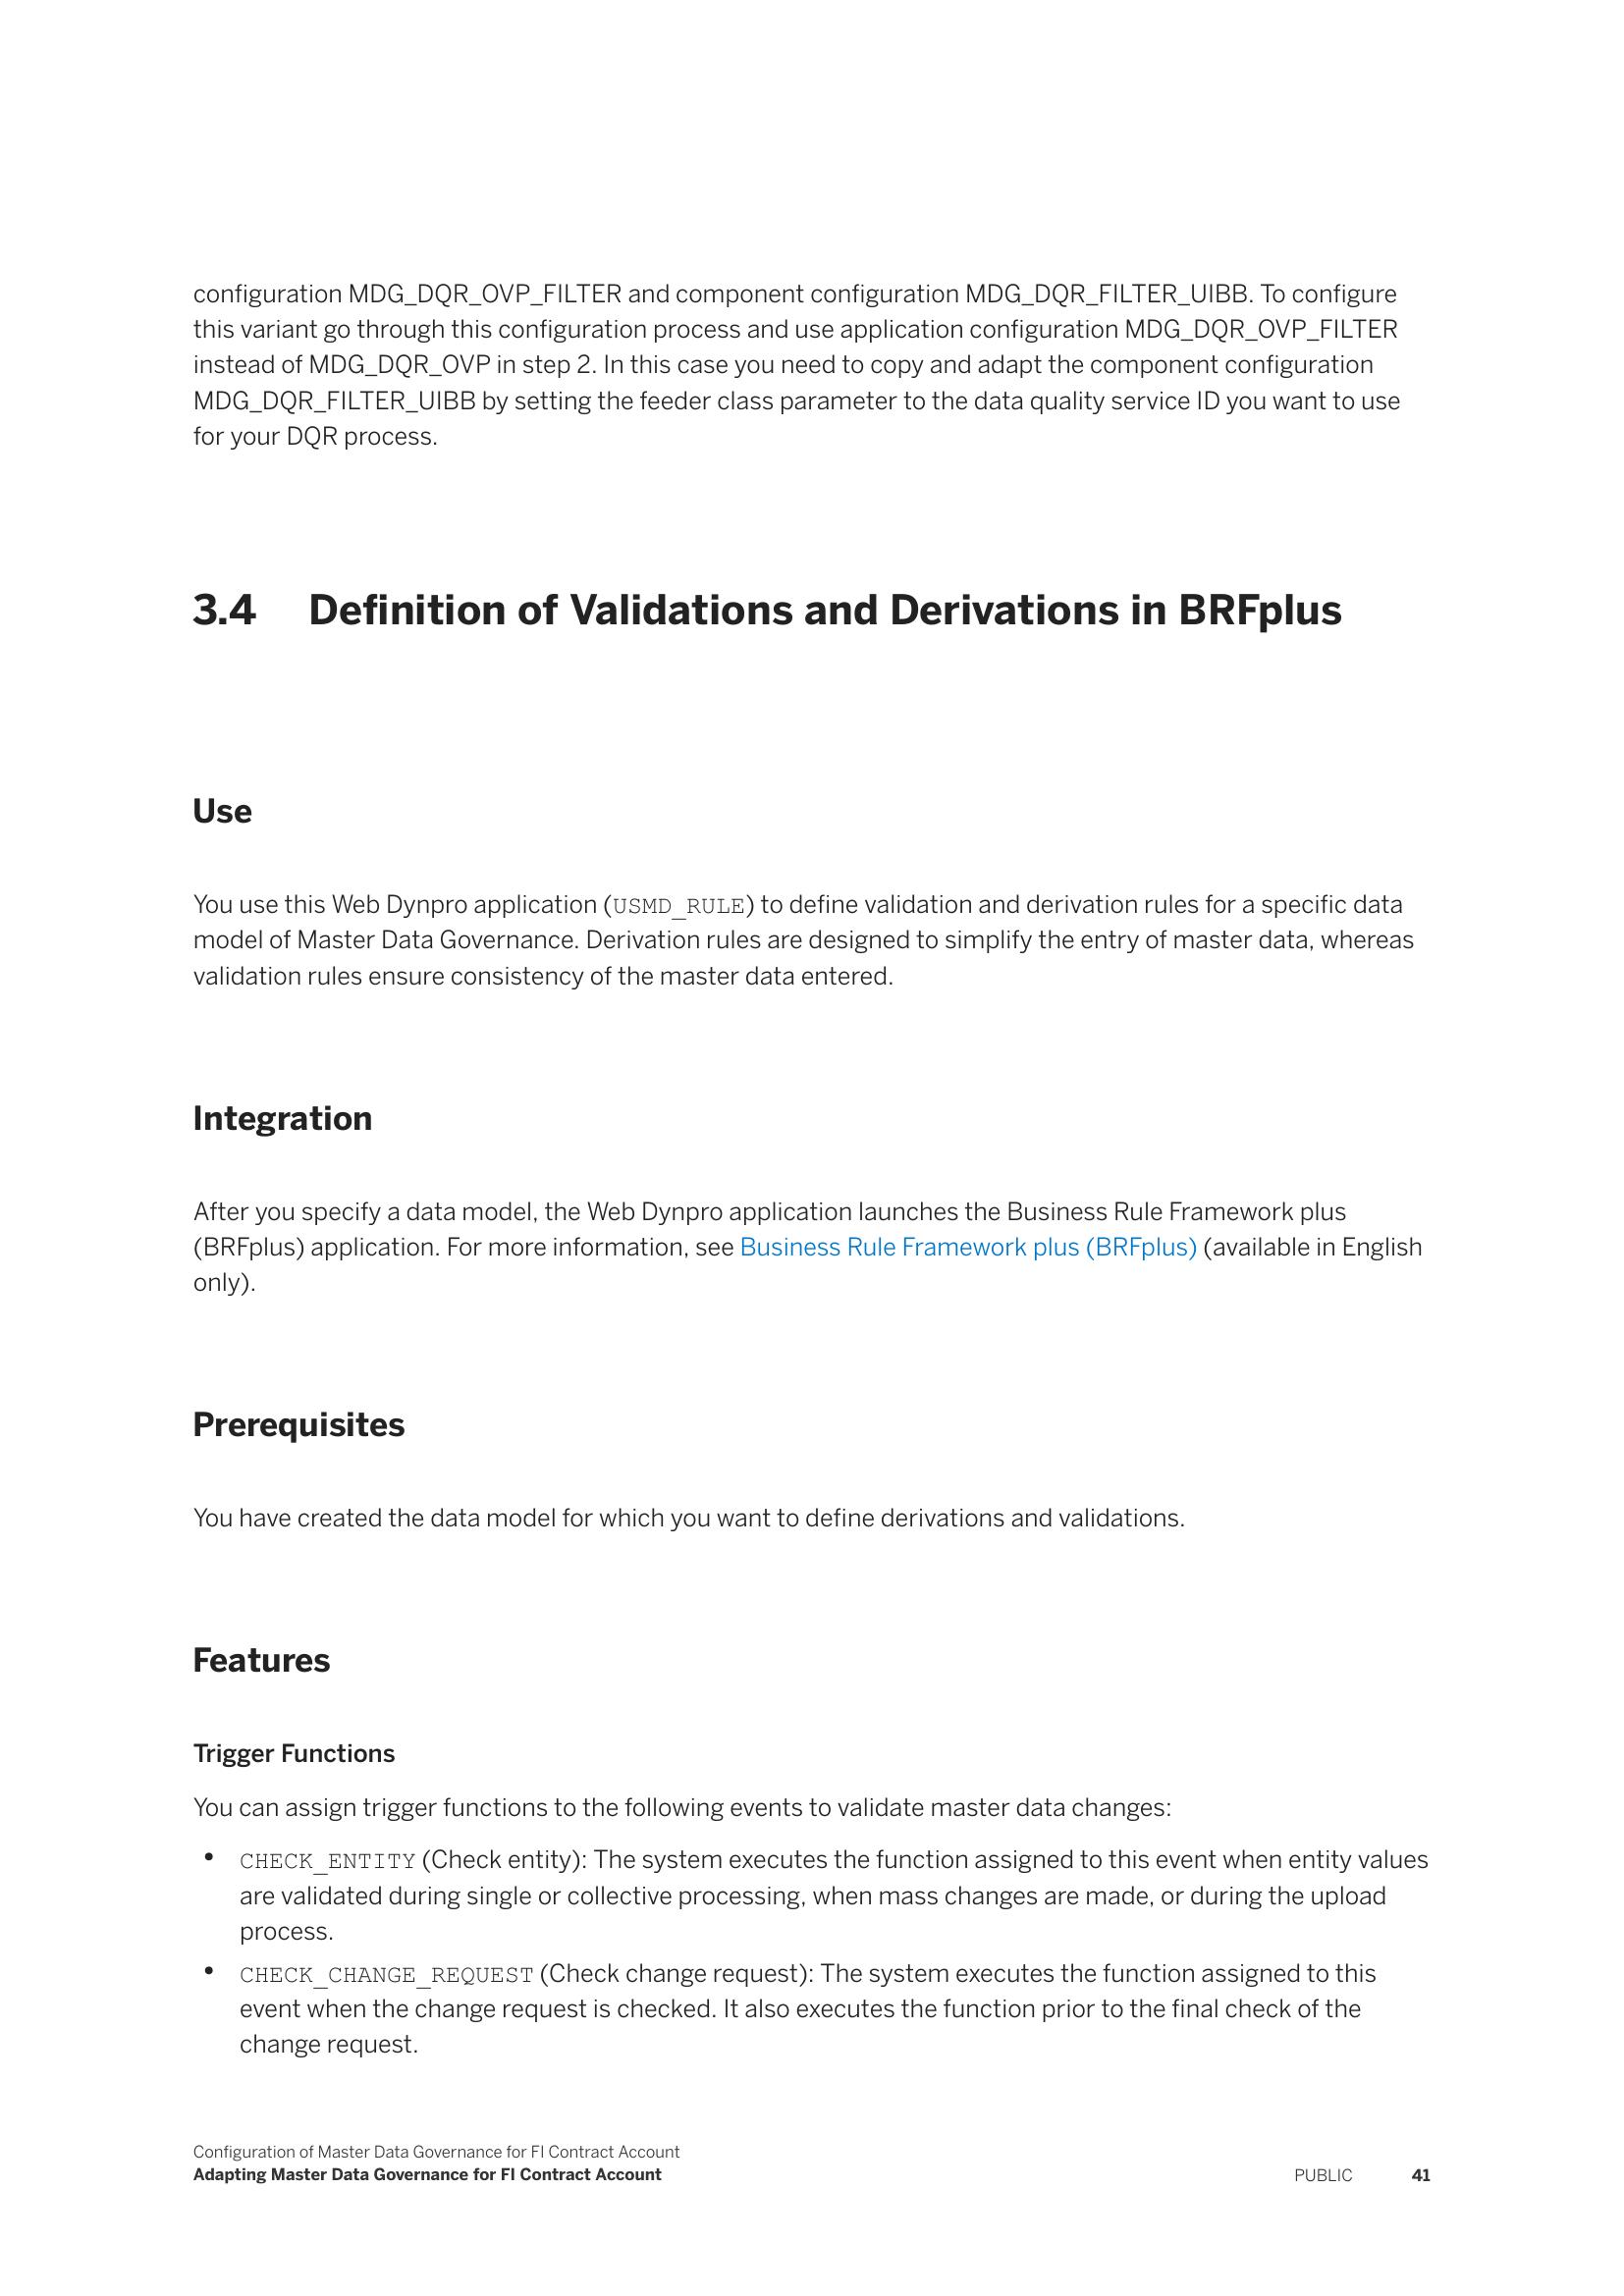 configuration MDG_DQR_OVP_FILTER and component configuration MDG_DQR_FILTER_UIBB. To configure
this variant go through this configuration process and use application configuration MDG_DQR_OVP_FILTER
instead of MDG_DQR_OVP in step 2. In this case you need to copy and adapt the component configuration
MDG_DQR_FILTER_UIBB by setting the feeder class parameter to the data quality service ID you want to use
for your DQR process.
3.4 Definition of Validations and Derivations in BRFplus
Use
You use this Web Dynpro application (USMD_RULE) to define validation and derivation rules for a specific data
model of Master Data Governance. Derivation rules are designed to simplify the entry of master data, whereas
validation rules ensure consistency of the master data entered.
Integration
After you specify a data model, the Web Dynpro application launches the Business Rule Framework plus
(BRFplus) application. For more information, see Business Rule Framework plus (BRFplus) (available in English
only).
Prerequisites
You have created the data model for which you want to define derivations and validations.
Features
Trigger Functions
You can assign trigger functions to the following events to validate master data changes:
• CHECK_ENTITY (Check entity): The system executes the function assigned to this event when entity values
are validated during single or collective processing, when mass changes are made, or during the upload
process.
• CHECK_CHANGE_REQUEST (Check change request): The system executes the function assigned to this
event when the change request is checked. It also executes the function prior to the final check of the
change request.
Configuration of Master Data Governance for FI Contract Account
Adapting Master Data Governance for FI Contract Account PUBLIC 41